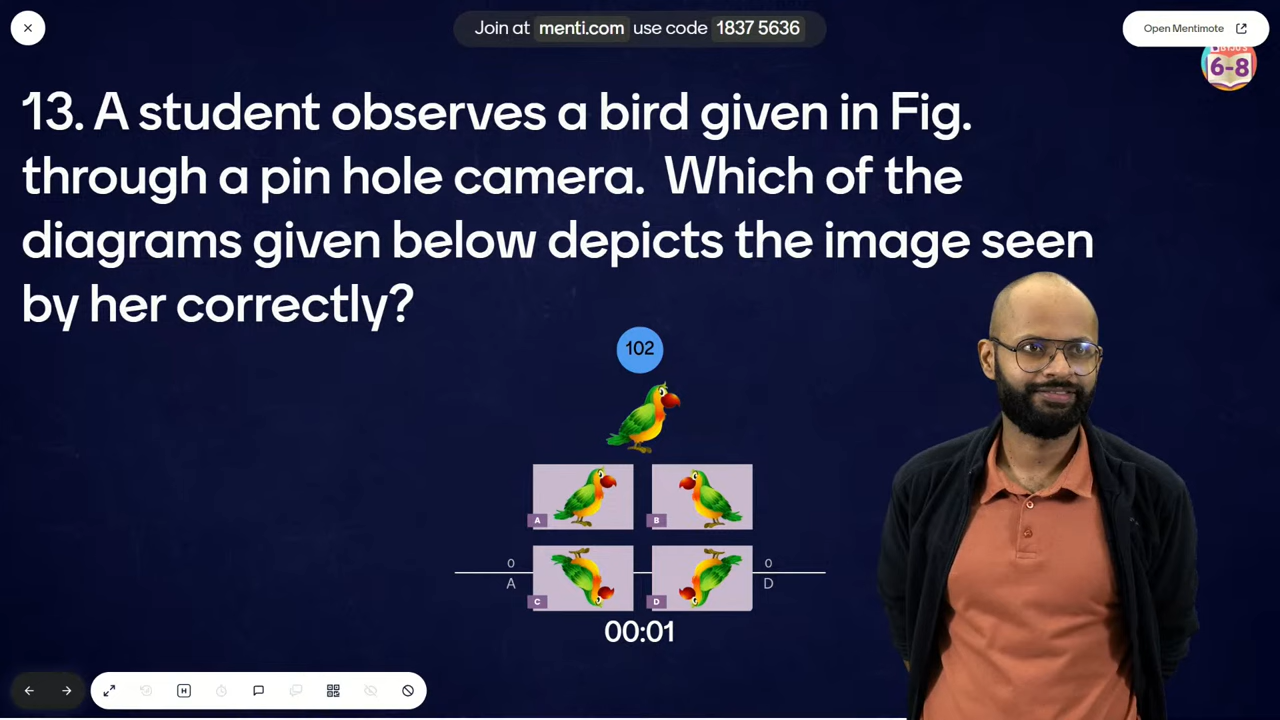 Join at menti.com use code 1837 5636
Open Mentimote
6-8
13. A student observes a bird given in Fig.
through a pin hole camera. Which of the
diagrams given below depicts the image seen
by her correctly?
102
A
B
0
0
A
D
C
D
00:01
H